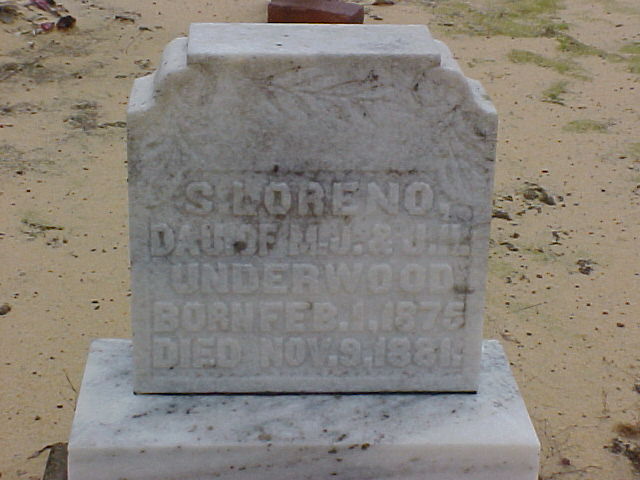 S. LORENO,
DAU. OF M.J. & J.H.
UNDERWOOD
BORN FEB. 1, 1875
DIED NOV. 9, 1881.